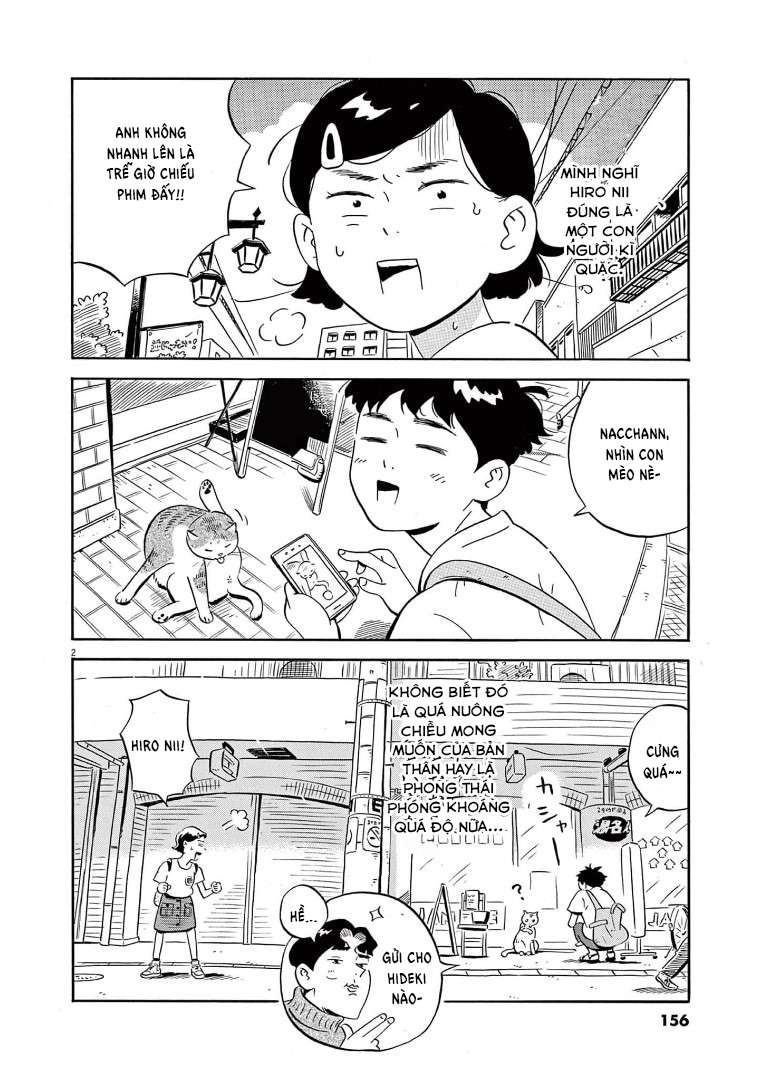 MÌNH NGHĨ
HIRO NII
ĐÚNG LÀ
MỘT CON
NGƯỜI KÌ
QUẶC.
ANH KHÔNG
NHANH LÊN LÀ
TRỄ GIỜ CHIẾU
PHIM ĐẤY!!
NACCHANN,
NHÌN CON
MÈO NÈ-
2
CƯNG
QUÁ~~
カシャ
?
KHÔNG BIẾT ĐÓ
LÀ QUÁ NUÔNG
CHIỀU MONG
MUỐN CỦA BẢN
THÂN HAY LÀ
PHONG THÁI
PHÓNG KHOÁNG
QUÁ ĐỘ NỮA...
HIRO NII!
HỀ...
GỬI CHO
HIDEKI
NÀO-
156